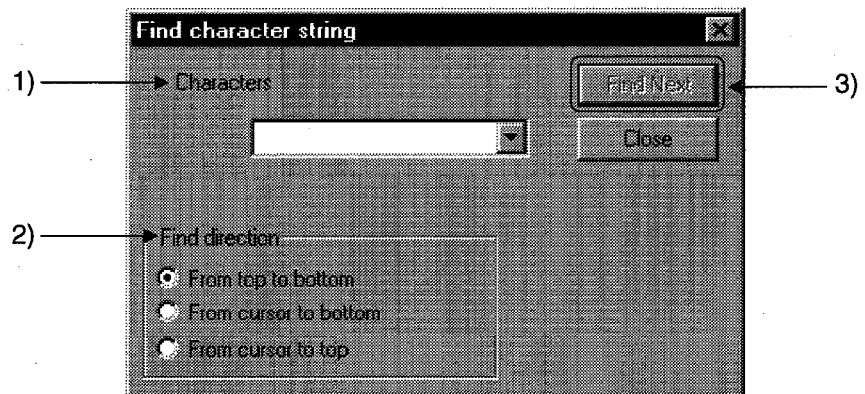 Find character string
1) Characters Find Next 3)
Close
2) Find direction
From top to bottom
From cursor to bottom
From cursor to top